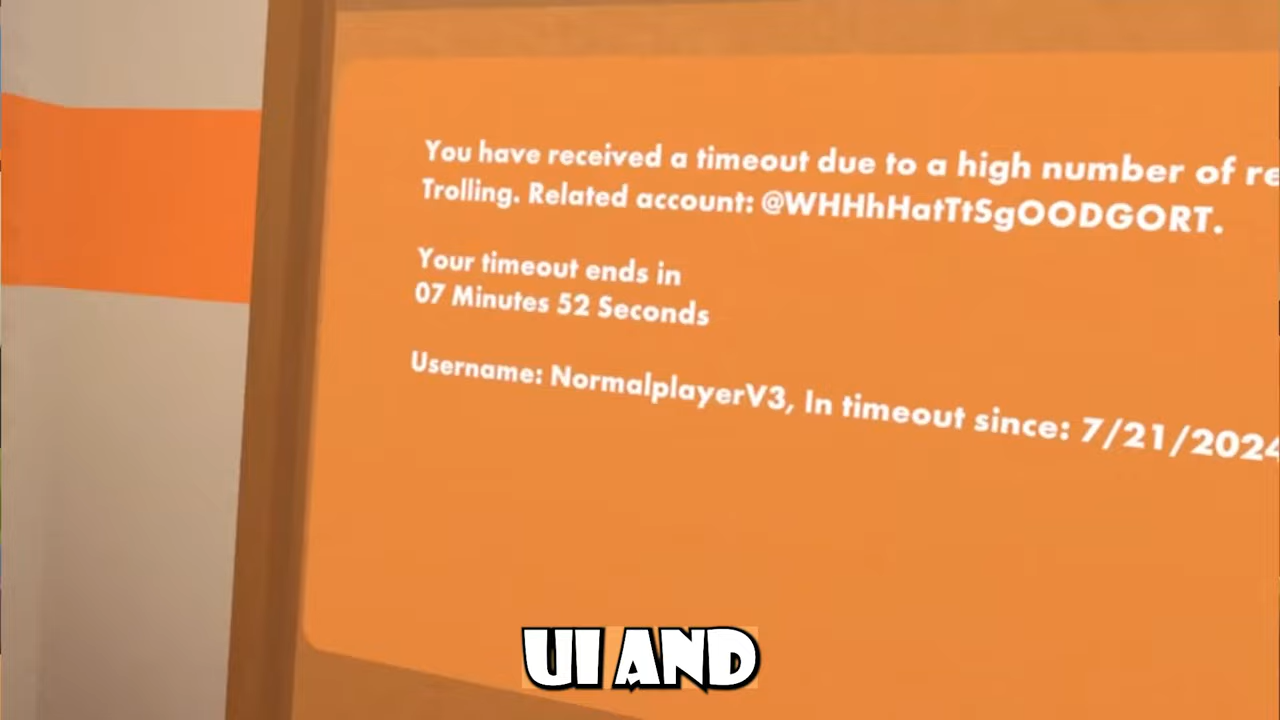 You have received a timeout due to a high number of re
Trolling. Related account: @WHHhHatTtSgOODGORT.
Your timeout ends in
07 Minutes 52 Seconds
Username: NormalplayerV3, In timeout since: 7/21/2024
UI AND